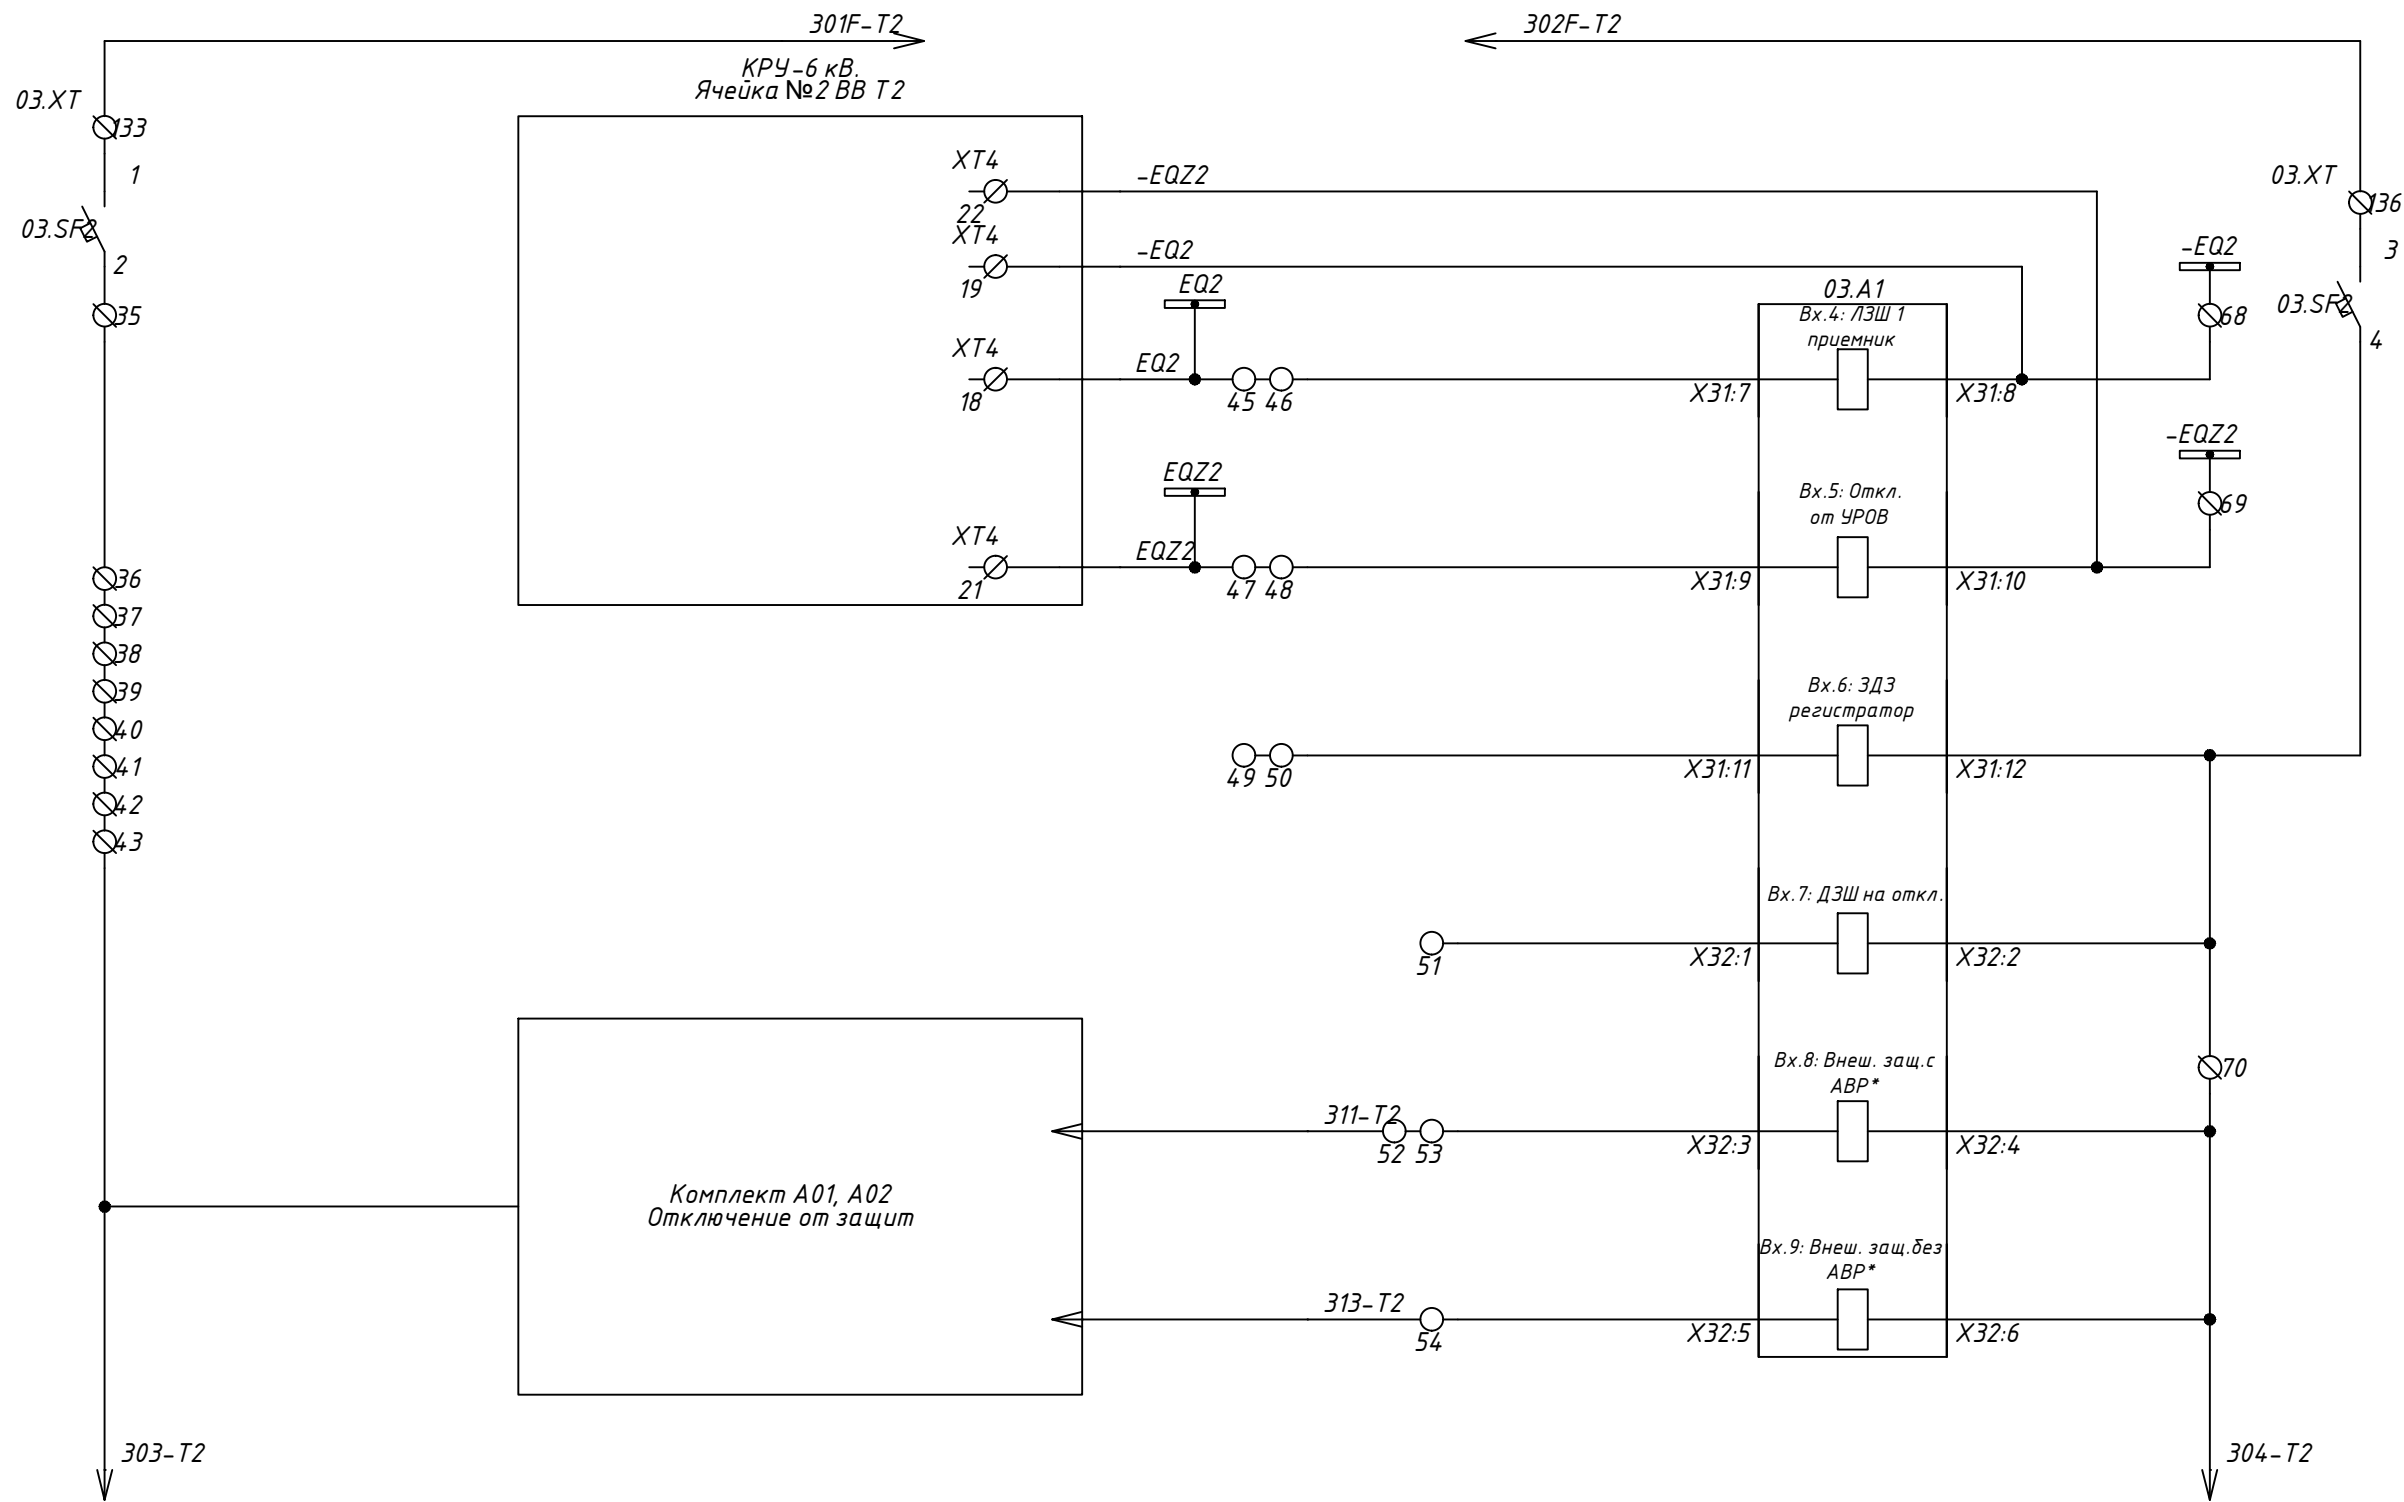 301F-T2
302F-T2
КРУ-6 кВ.
Ячейка №2 ВВ Т2
03.XT
133
1
03.SF2
2
35
36
37
38
39
40
41
42
43
XT4
22
-EQZ2
XT4
19
-EQ2
EQ2
XT4
18
EQ2
45
46
EQZ2
XT4
21
EQZ2
47
48
49
50
51
03.A1
Вх.4: ЛЗШ 1
приемник
X31:7
X31:8
Вх.5: Откл.
от УРОВ
X31:9
X31:10
Вх.6: ЗДЗ
регистратор
X31:11
X31:12
Вх.7: ДЗШ на откл.
X32:1
X32:2
Вх.8: Внеш. защ.с
АВР*
X32:3
X32:4
Вх.9: Внеш. защ.без
АВР*
X32:5
X32:6
-EQ2
68
-EQZ2
69
03.XT
136
3
03.SF2
4
70
Комплект А01, А02
Отключение от защит
311-T2
52
53
313-T2
54
303-T2
304-T2